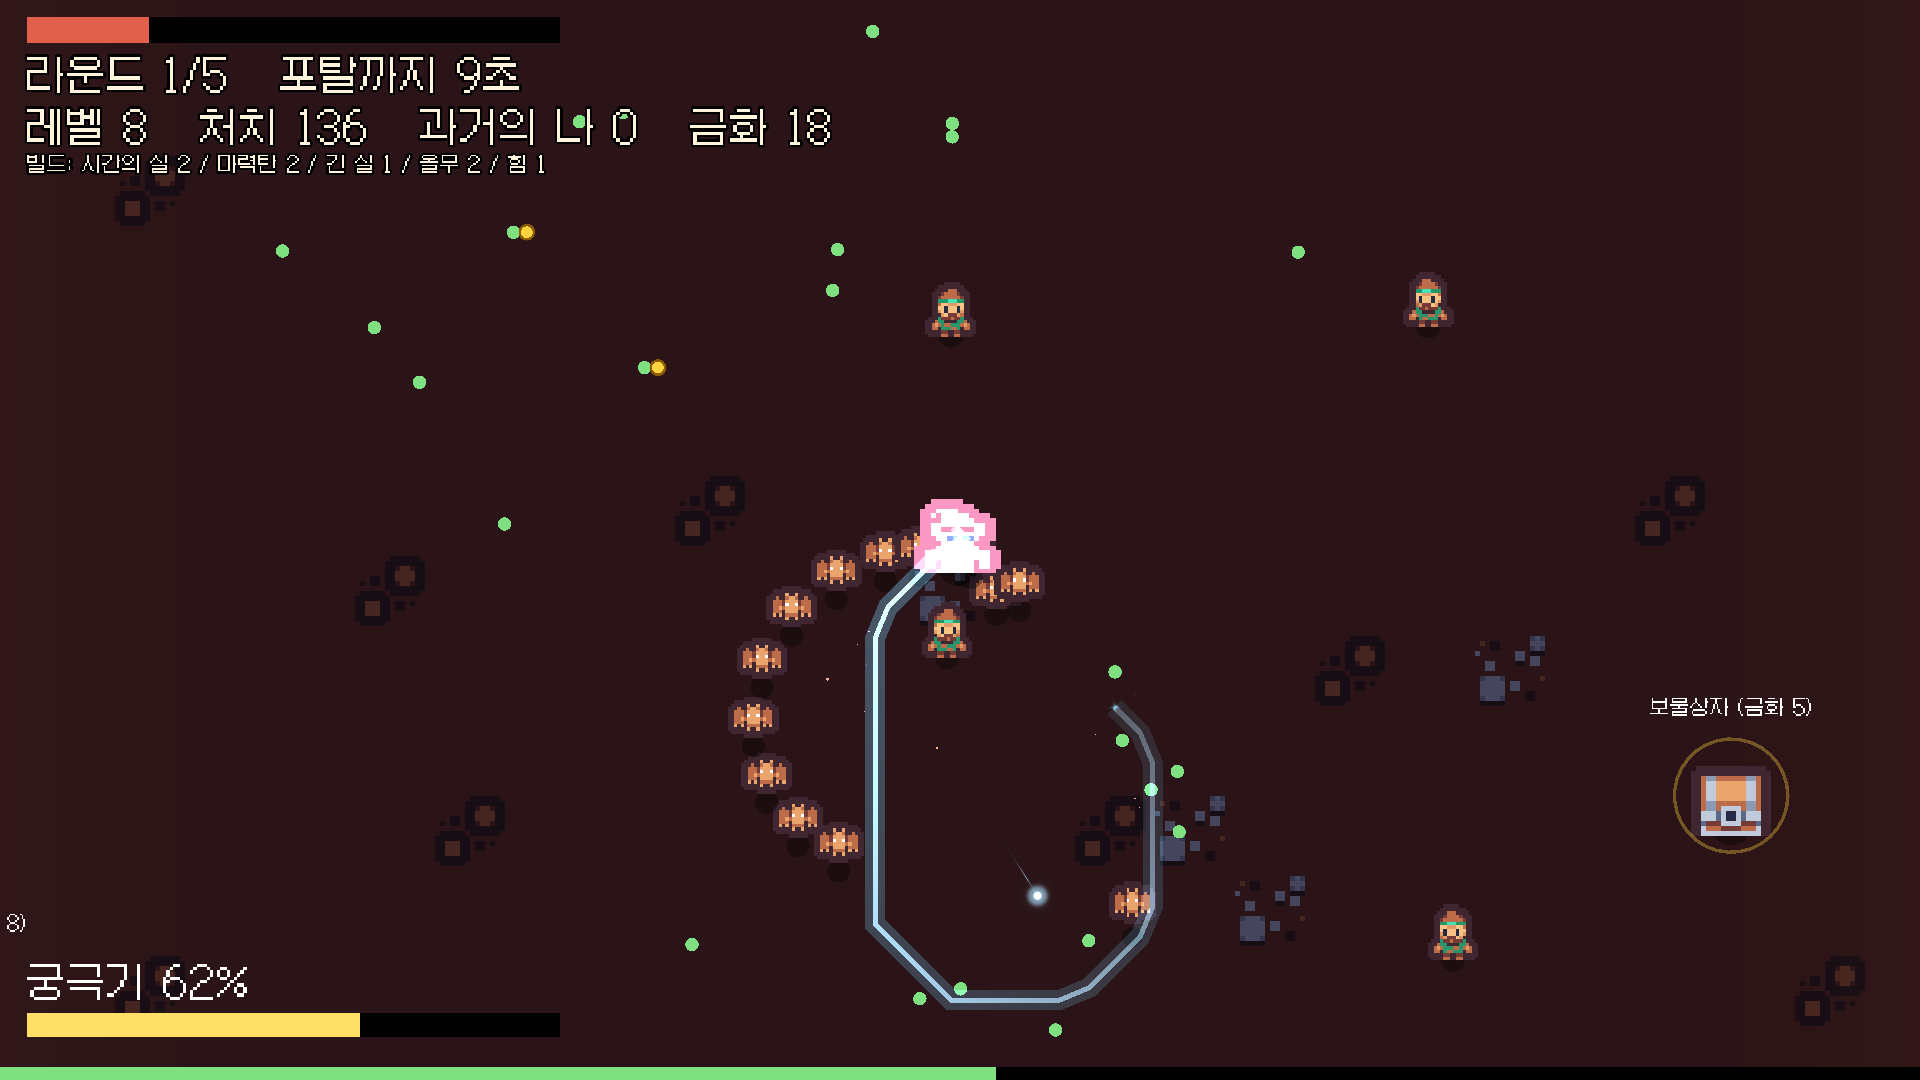 라운드 1/5 포탈까지 9초
레벨 8 처치 136 과거의 나 0 금화 18
빌드: 시간의 실 2 / 마력탄 2 / 긴 실 1 / 올무 2 / 힘 1
보물상자 (금화 5)
8)
궁극기 62%